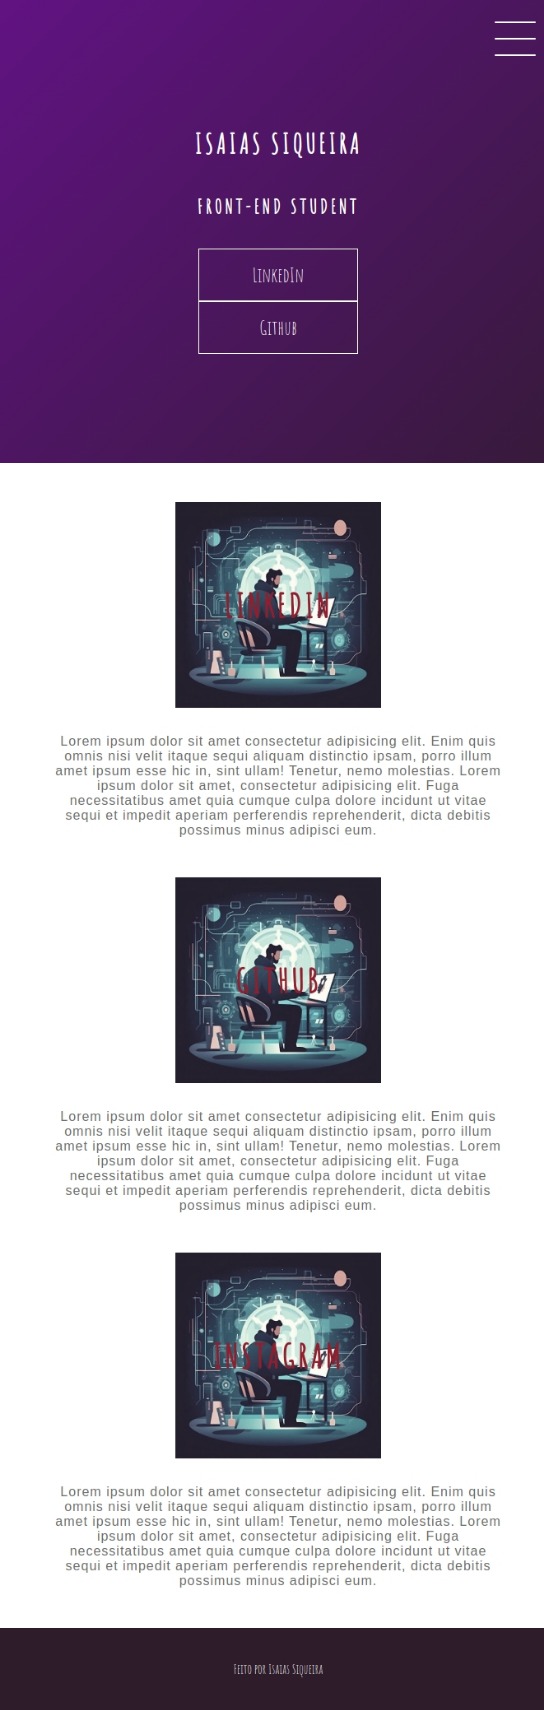 ISAIAS SIQUEIRA
FRONT-END STUDENT
LinkedIn
Github
LINKEDIN
Lorem ipsum dolor sit amet consectetur adipisicing elit. Enim quis
omnis nisi velit itaque sequi aliquam distinctio ipsam, porro illum
amet ipsum esse hic in, sint ullam! Tenetur, nemo molestias. Lorem
ipsum dolor sit amet, consectetur adipisicing elit. Fuga
necessitatibus amet quia cumque culpa dolore incidunt ut vitae
sequi et impedit aperiam perferendis reprehenderit, dicta debitis
possimus minus adipisci eum.
GITHUB
Lorem ipsum dolor sit amet consectetur adipisicing elit. Enim quis
omnis nisi velit itaque sequi aliquam distinctio ipsam, porro illum
amet ipsum esse hic in, sint ullam! Tenetur, nemo molestias. Lorem
ipsum dolor sit amet, consectetur adipisicing elit. Fuga
necessitatibus amet quia cumque culpa dolore incidunt ut vitae
sequi et impedit aperiam perferendis reprehenderit, dicta debitis
possimus minus adipisci eum.
INSTAGRAM
Lorem ipsum dolor sit amet consectetur adipisicing elit. Enim quis
omnis nisi velit itaque sequi aliquam distinctio ipsam, porro illum
amet ipsum esse hic in, sint ullam! Tenetur, nemo molestias. Lorem
ipsum dolor sit amet, consectetur adipisicing elit. Fuga
necessitatibus amet quia cumque culpa dolore incidunt ut vitae
sequi et impedit aperiam perferendis reprehenderit, dicta debitis
possimus minus adipisci eum.
Feito por Isaias Siqueira